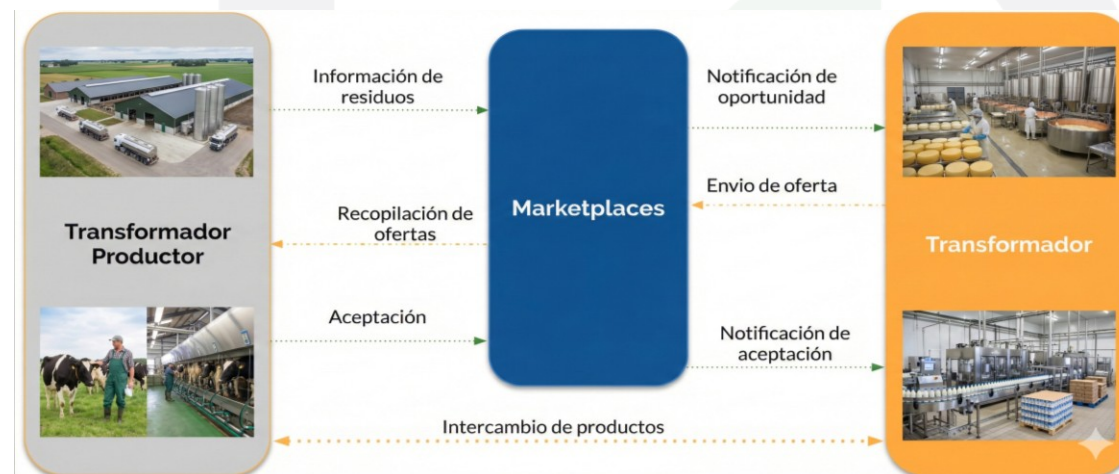 Información de
residuos
Notificación de
oportunidad
Envio de oferta
Marketplaces
Recopilación de
ofertas
Transformador
Productor
Transformador
Aceptación
Notificación de
aceptación
Intercambio de productos